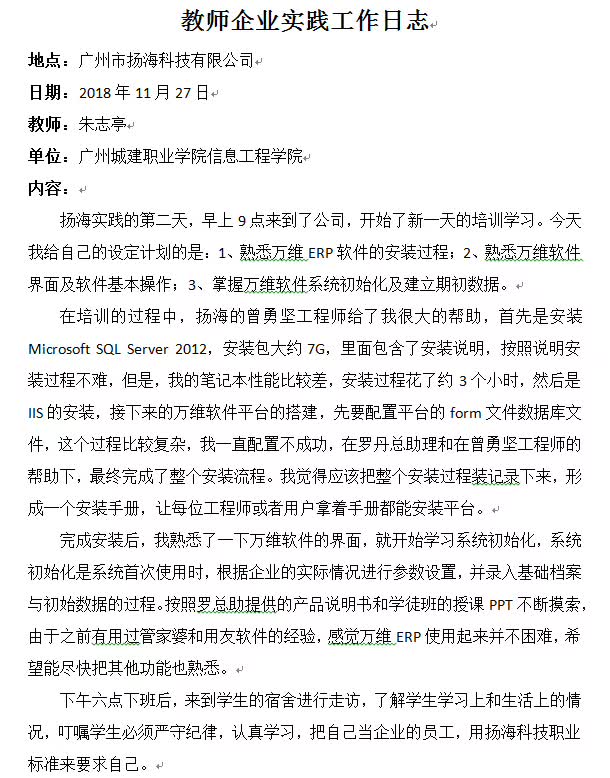 教师企业实践工作日志
地点：广州市扬海科技有限公司
日期：2018年11月27日
教师：朱志亭
单位：广州城建职业学院信息工程学院
内容：
扬海实践的第二天，早上9点来到了公司，开始了新一天的培训学习。今天
我给自己的设定计划的是：1、熟悉万维ERP软件的安装过程；2、熟悉万维软件
界面及软件基本操作；3、掌握万维软件系统初始化及建立期初数据。
在培训的过程中，扬海的曾勇坚工程师给了我很大的帮助，首先是安装
Microsoft SQL Server 2012，安装包大约7G，里面包含了安装说明，按照说明安
装过程不难，但是，我的笔记本性能比较差，安装过程花了约3个小时，然后是
IIS的安装，接下来的万维软件平台的搭建，先要配置平台的form文件数据库文
件，这个过程比较复杂，我一直配置不成功，在罗丹总助理和在曾勇坚工程师的
帮助下，最终完成了整个安装流程。我觉得应该把整个安装过程装记录下来，形
成一个安装手册，让每位工程师或者用户拿着手册都能安装平台。
完成安装后，我熟悉了一下万维软件的界面，就开始学习系统初始化，系统
初始化是系统首次使用时，根据企业的实际情况进行参数设置，并录入基础档案
与初始数据的过程。按照罗总助提供的产品说明书和学徒班的授课PPT不断摸索，
由于之前有用过管家婆和用友软件的经验，感觉万维ERP使用起来并不困难，希
望能尽快把其他功能也熟悉。
下午六点下班后，来到学生的宿舍进行走访，了解学生学习上和生活上的情
况，叮嘱学生必须严守纪律，认真学习，把自己当企业的员工，用扬海科技职业
标准来要求自己。